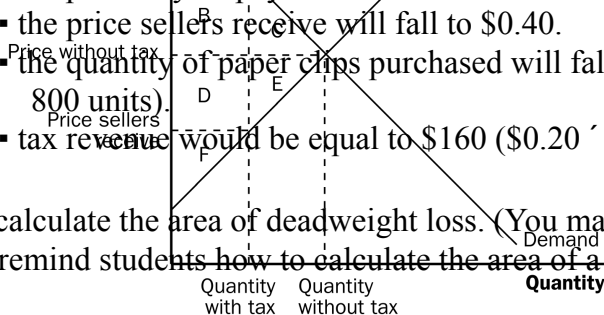 B
▪ the price sellers receive will fall to $0.40.
C
Price without tax
▪ the quantity of paper clips purchased will fal
E
800 units).
D
Price sellers
receive
▪ tax revenue would be equal to $160 ($0.20 ´
F
calculate the area of deadweight loss. (You ma
Demand
remind students how to calculate the area of a
Quantity
Quantity with tax
Quantity without tax